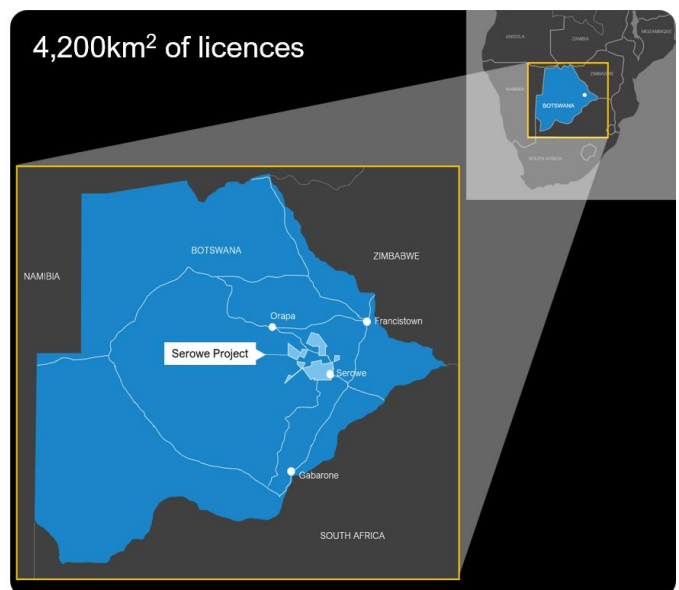 4,200km² of licences
ANGOLA
ZAMBIA
MOZAMBIQUE
ZIMBABWE
NAMIBIA
BOTSWANA
SOUTH AFRICA
BOTSWANA
ZIMBABWE
NAMIBIA
Orapa
Francistown
Serowe Project
Serowe
Gabarone
SOUTH AFRICA